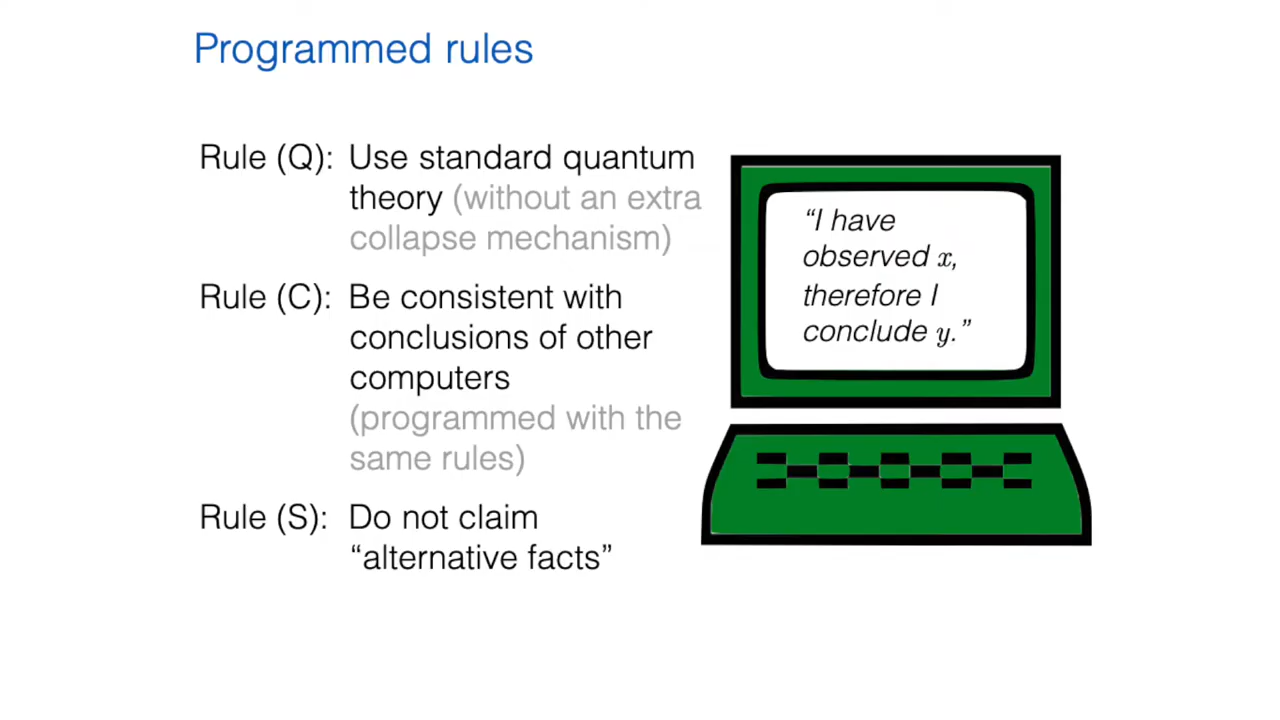 Programmed rules
Rule (Q): Use standard quantum
theory (without an extra
collapse mechanism)
Rule (C): Be consistent with
conclusions of other
computers
(programmed with the
same rules)
Rule (S): Do not claim
“alternative facts”
“I have
observed x,
therefore I
conclude y.”